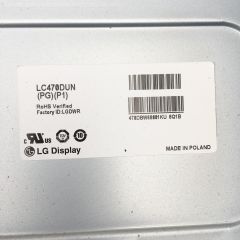 LC470DUN
(PG)(P1)
RoHS Verified
Factory ID:LGDWR
LG Display
MADE IN POLAND